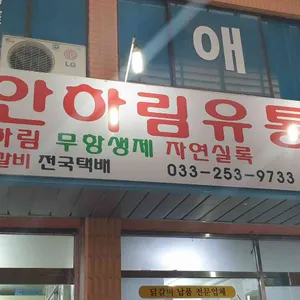 LG
애
안하림유통
하림 무항생제 자연실록
갈비 전국택배 033-253-9733
닭갈비 납품 전문업체